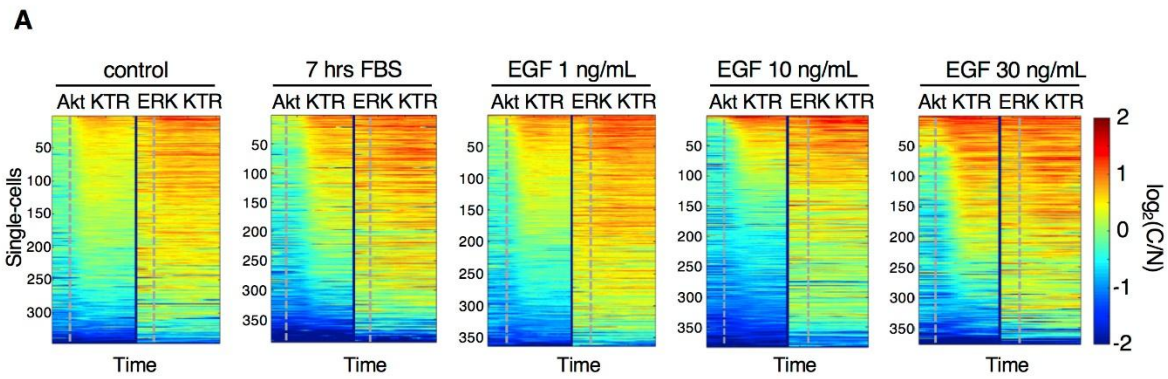 A
control
7 hrs FBS
EGF 1 ng/mL
EGF 10 ng/mL
EGF 30 ng/mL
Akt KTR ERK KTR
Akt KTR ERK KTR
Akt KTR ERK KTR
Akt KTR ERK KTR
Akt KTR ERK KTR
Single-cells
50
100
150
200
250
300
50
100
150
200
250
300
350
50
100
150
200
250
300
350
50
100
150
200
250
300
350
50
100
150
200
250
300
350
2
1
0
-1
-2
log₂(C/N)
Time
Time
Time
Time
Time